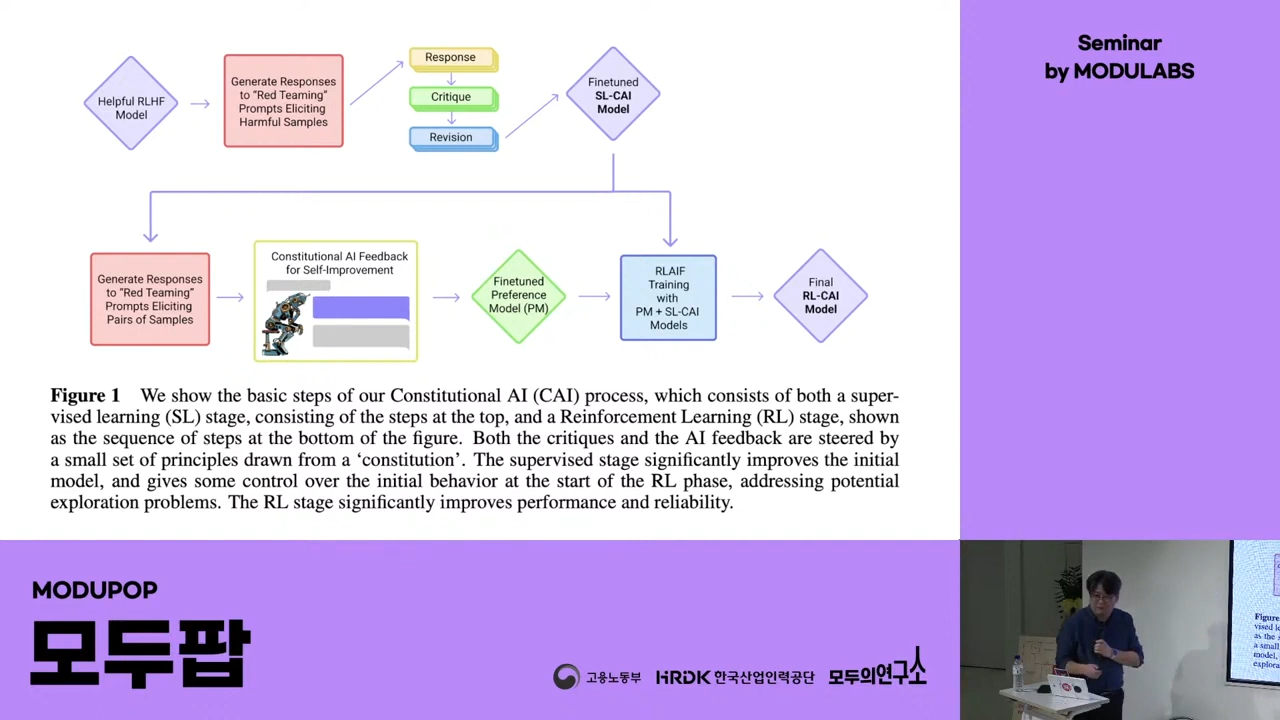 Seminar
by MODULABS
Helpful RLHF
Model
Generate Responses
to “Red Teaming”
Prompts Eliciting
Harmful Samples
Response
Critique
Revision
Finetuned
SL-CAI
Model
Generate Responses
to “Red Teaming”
Prompts Eliciting
Pairs of Samples
Constitutional AI Feedback
for Self-Improvement
Finetuned
Preference
Model (PM)
RLAIF
Training
with
PM + SL-CAI
Models
Final
RL-CAI
Model
Figure 1 We show the basic steps of our Constitutional AI (CAI) process, which consists of both a super-
vised learning (SL) stage, consisting of the steps at the top, and a Reinforcement Learning (RL) stage, shown
as the sequence of steps at the bottom of the figure. Both the critiques and the AI feedback are steered by
a small set of principles drawn from a ‘constitution’. The supervised stage significantly improves the initial
model, and gives some control over the initial behavior at the start of the RL phase, addressing potential
exploration problems. The RL stage significantly improves performance and reliability.
MODUPOP
모두팝
고용노동부
HRDK 한국산업인력공단
모두의연구소
Figure
vised le
as the s
a small
model,
explora